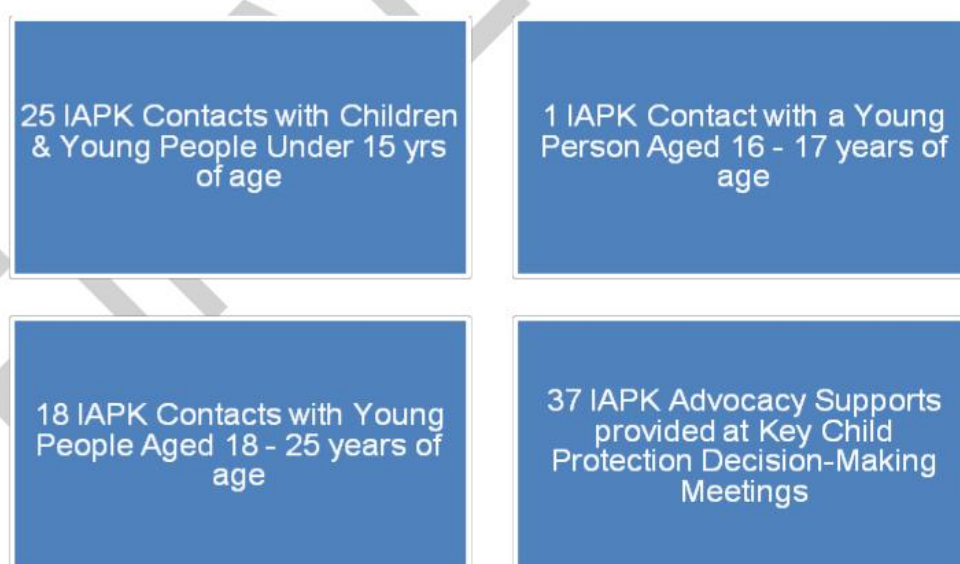 25 IAPK Contacts with Children
& Young People Under 15 yrs
of age
1 IAPK Contact with a Young
Person Aged 16 - 17 years of
age
18 IAPK Contacts with Young
People Aged 18 - 25 years of
age
37 IAPK Advocacy Supports
provided at Key Child
Protection Decision-Making
Meetings